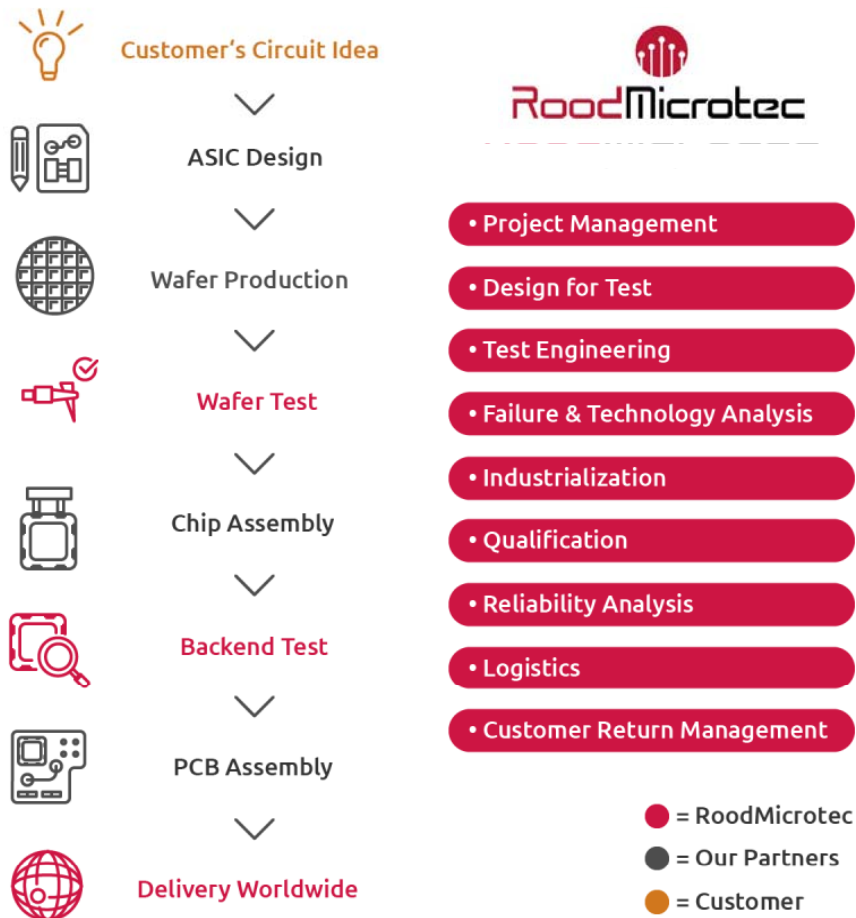 Customer‘s Circuit Idea
ASIC Design
Wafer Production
Wafer Test
Chip Assembly
Backend Test
PCB Assembly
Delivery Worldwide
RoodMicrotec
• Project Management
• Design for Test
• Test Engineering
• Failure & Technology Analysis
• Industrialization
• Qualification
• Reliability Analysis
• Logistics
• Customer Return Management
= RoodMicrotec
= Our Partners
= Customer